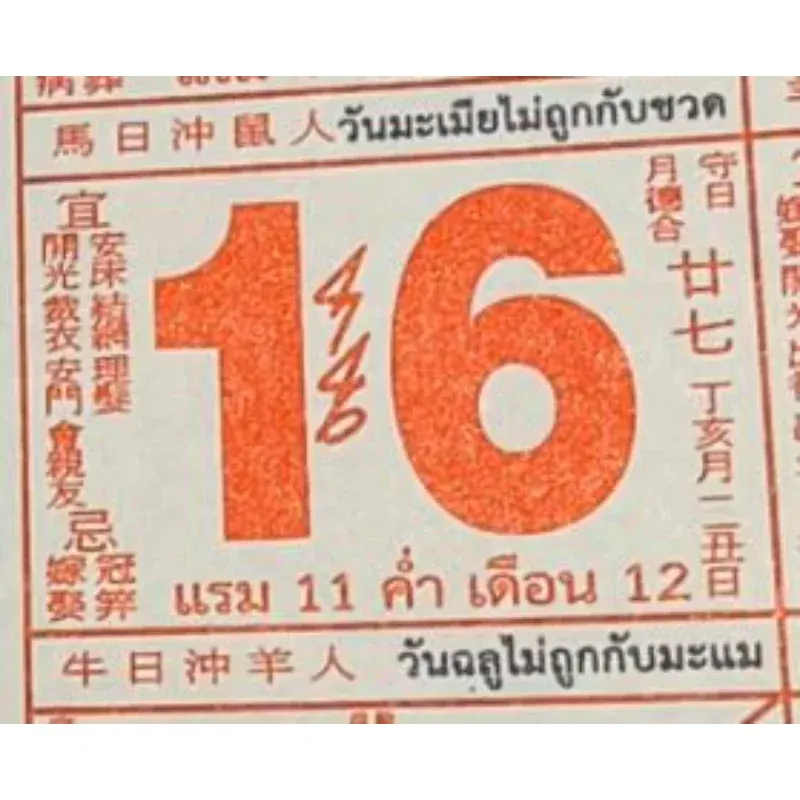 馬日沖鼠人 วันมะเมียไม่ถูกกับชวด
宜
安床 結網 理髮
開光 裁衣 安門 會親友
忌
冠笄
嫁娶
16
4140
守日
月德合
廿七
丁亥月
丑日
แรม 11 ค่ำ เดือน 12
牛日沖羊人 วันฉลูไม่ถูกกับมะแม